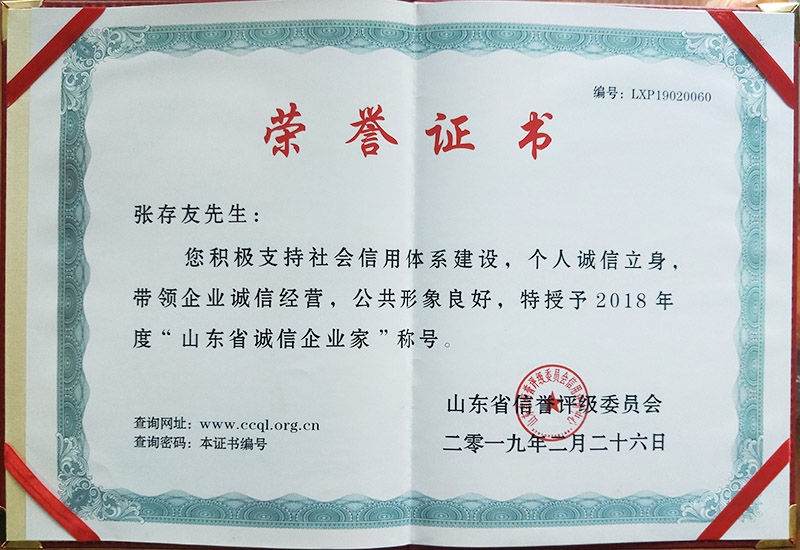 编号：LXP19020060
荣誉证书
张存友先生：
您积极支持社会信用体系建设，个人诚信立身，
带领企业诚信经营，公共形象良好，特授予2018年
度“山东省诚信企业家”称号。
山东省信誉评级委员会
查询网址：www.ccql.org.cn
查询密码：本证书编号
二零一九年二月二十六日